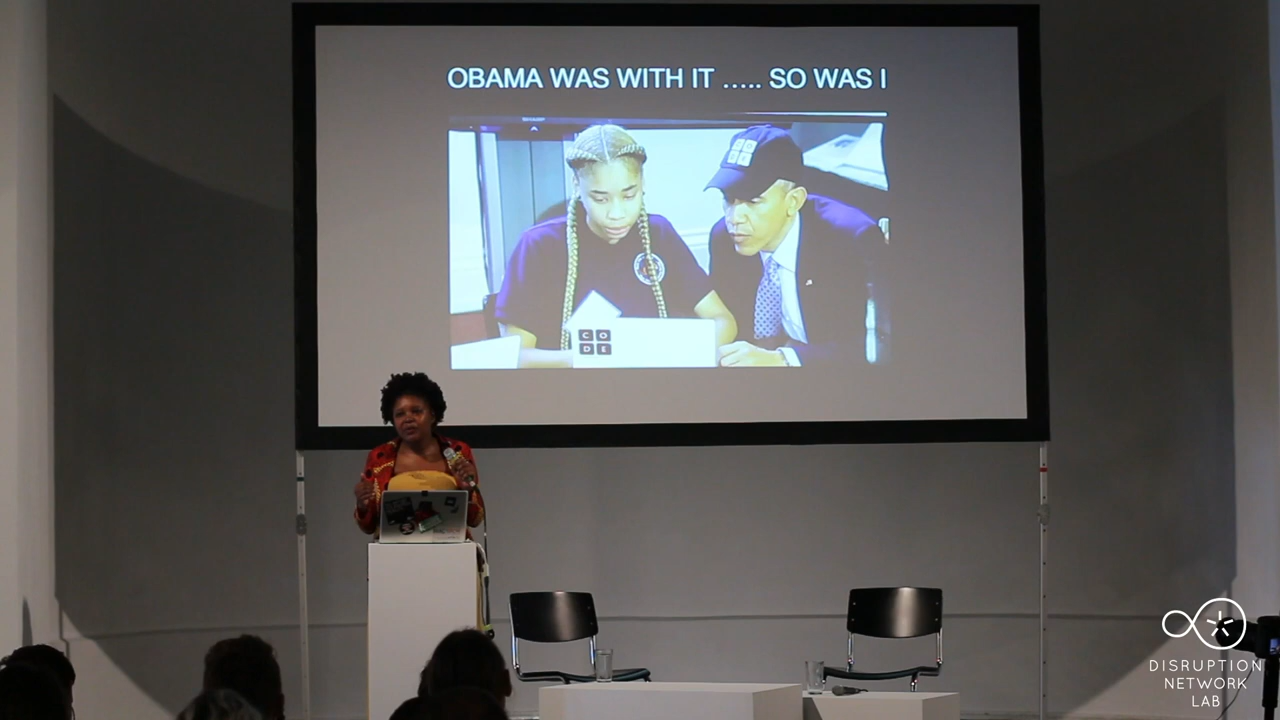 OBAMA WAS WITH IT ..... SO WAS I
CO
DE
DISRUPTION
NETWORK
LAB